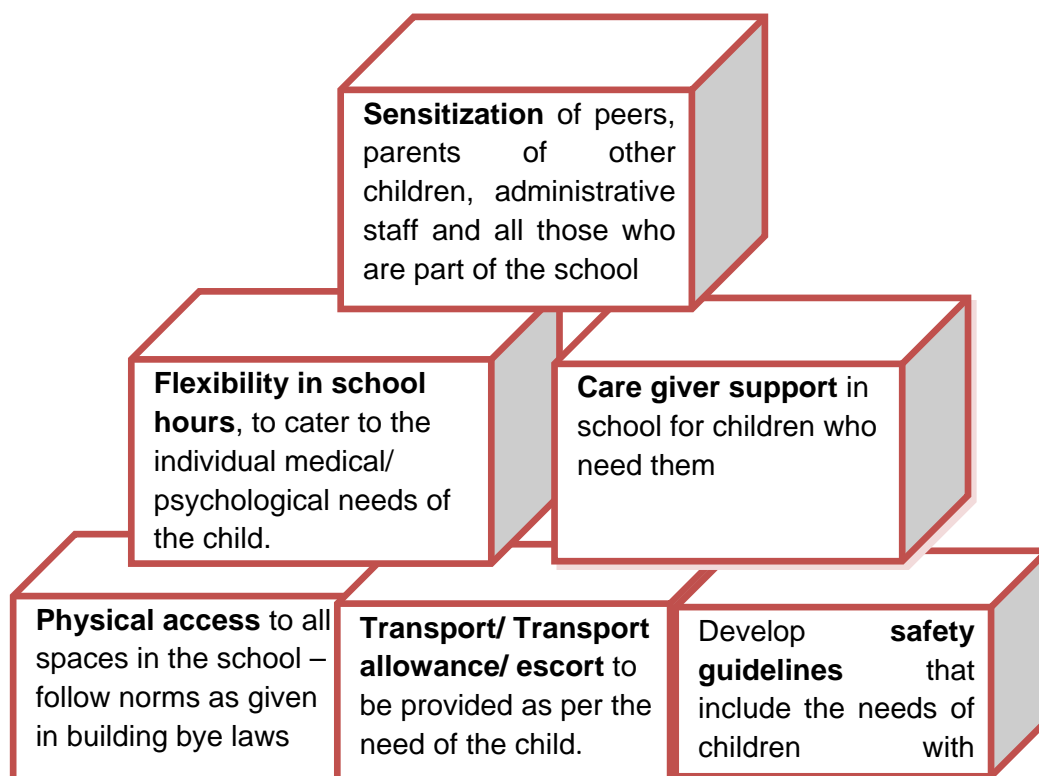 Sensitization of peers,
parents of other
children, administrative
staff and all those who
are part of the school
Flexibility in school
hours, to cater to the
individual medical/
psychological needs of
the child.
Care giver support in
school for children who
need them
Physical access to all
spaces in the school –
follow norms as given
in building bye laws
Transport/ Transport
allowance/ escort to
be provided as per the
need of the child.
Develop safety
guidelines that
include the needs of
children with